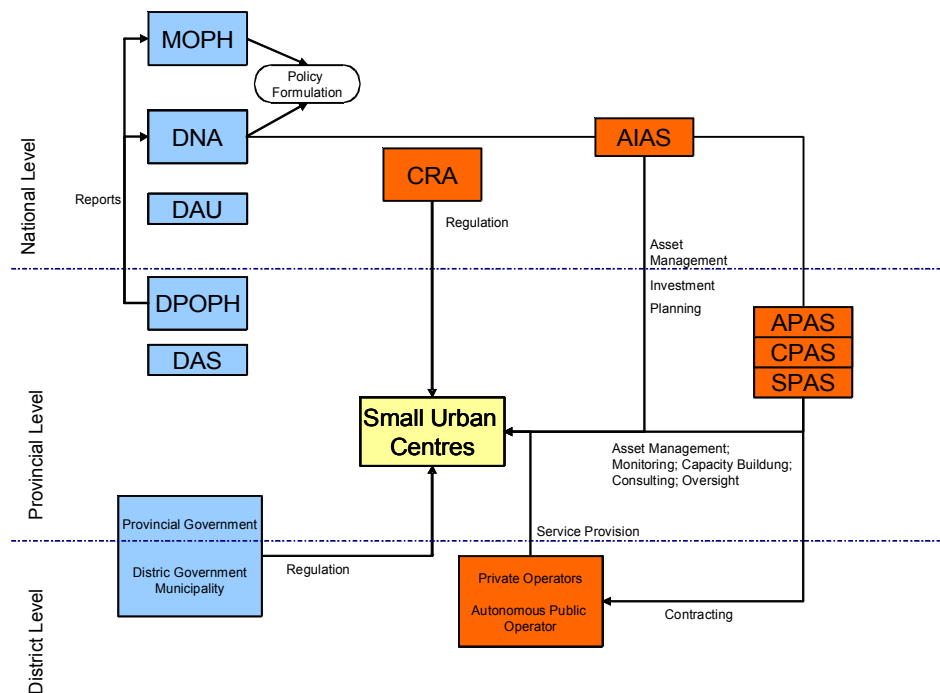 MOPH
Policy
Formulation
DNA
AIAS
CRA
National Level
Reports
DAU
Regulation
Asset
Management
Investment
Planning
DPOPH
APAS
CPAS
SPAS
DAS
Provincial Level
Small Urban
Centres
Asset Management;
Monitoring; Capacity Buildung;
Consulting; Oversight
Provincial Government
Service Provision
Distric Government
Municipality
Regulation
Private Operators
Autonomous Public
Operator
Contracting
District Level